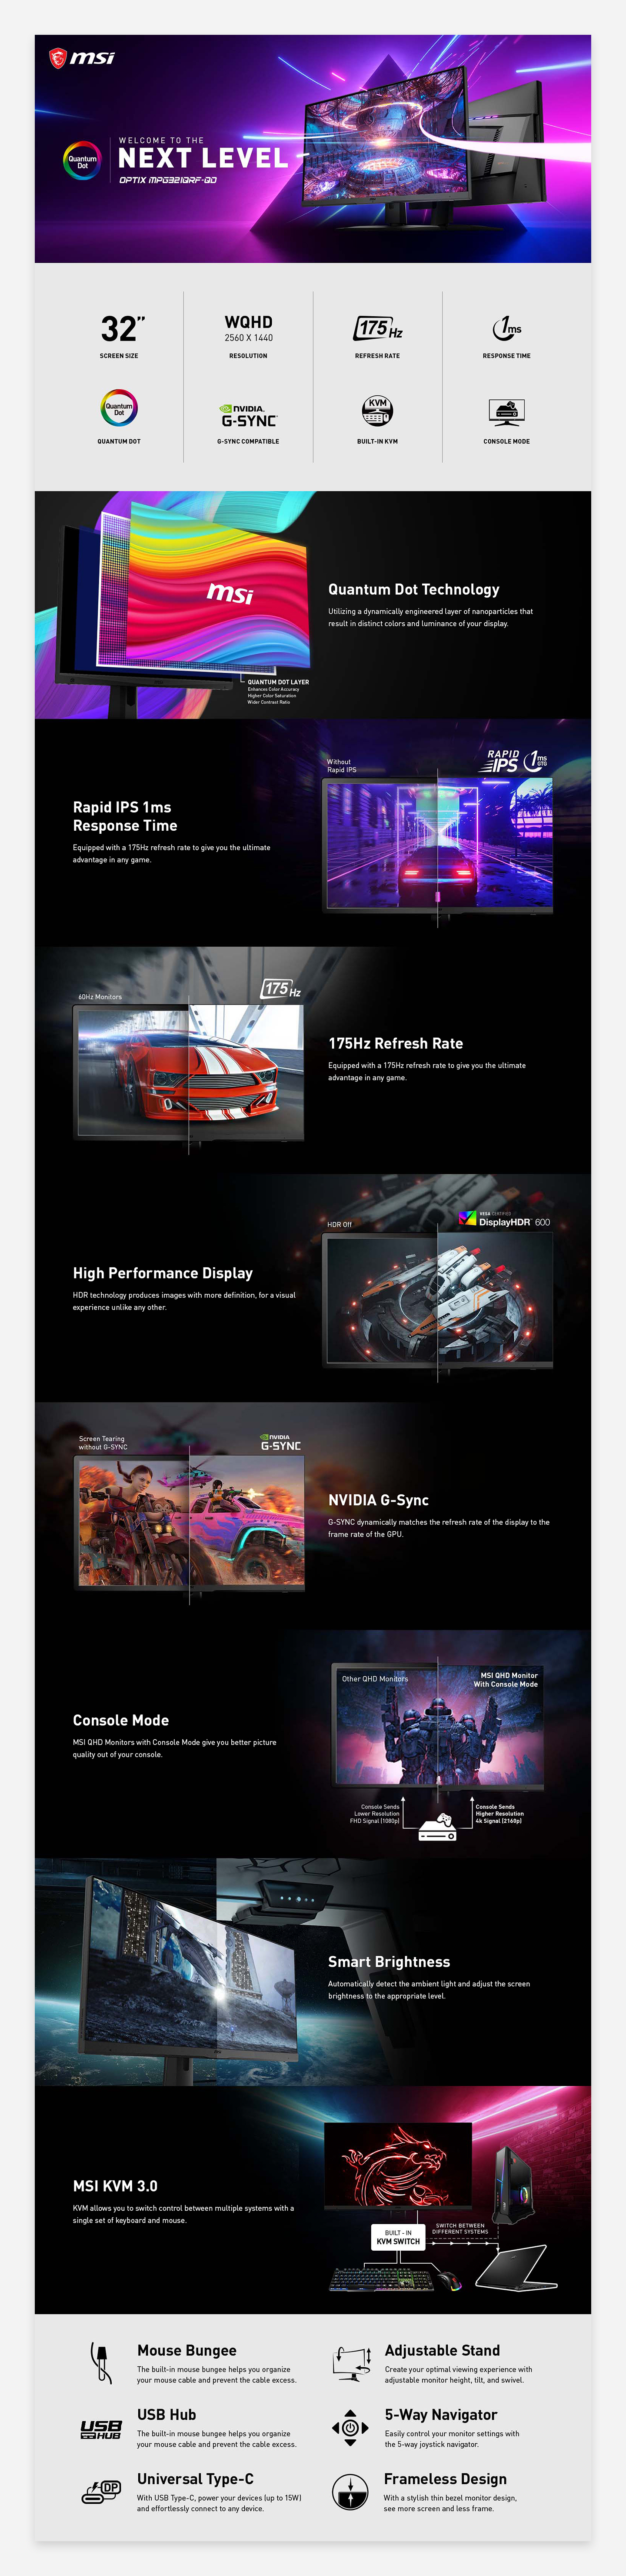 msi
Quantum
Dot
WELCOME TO THE
NEXT LEVEL
OPTIX MPG321QRF-QD
32”
SCREEN SIZE
WQHD
2560 X 1440
RESOLUTION
175Hz
REFRESH RATE
1ms
RESPONSE TIME
Quantum
Dot
QUANTUM DOT
NVIDIA.
G-SYNC
G-SYNC COMPATIBLE
KVM
BUILT-IN KVM
CONSOLE MODE
msi
QUANTUM DOT LAYER
Enhances Color Accuracy
Higher Color Saturation
Wider Contrast Ratio
Quantum Dot Technology
Utilizing a dynamically engineered layer of nanoparticles that
result in distinct colors and luminance of your display.
Rapid IPS 1ms
Response Time
Equipped with a 175Hz refresh rate to give you the ultimate
advantage in any game.
Without
Rapid IPS
RAPID
IPS
1ms
GTG
60Hz Monitors
175Hz
175Hz Refresh Rate
Equipped with a 175Hz refresh rate to give you the ultimate
advantage in any game.
High Performance Display
HDR technology produces images with more definition, for a visual
experience unlike any other.
HDR Off
VESA CERTIFIED
DisplayHDR™ 600
Screen Tearing
without G-SYNC
NVIDIA
G-SYNC
NVIDIA G-Sync
G-SYNC dynamically matches the refresh rate of the display to the
frame rate of the GPU.
Console Mode
MSI QHD Monitors with Console Mode give you better picture
quality out of your console.
Other QHD Monitors
MSI QHD Monitor
With Console Mode
Console Sends
Lower Resolution
FHD Signal (1080p)
Console Sends
Higher Resolution
4k Signal (2160p)
Smart Brightness
Automatically detect the ambient light and adjust the screen
brightness to the appropriate level.
MSI KVM 3.0
KVM allows you to switch control between multiple systems with a
single set of keyboard and mouse.
BUILT - IN
KVM SWITCH
SWITCH BETWEEN
DIFFERENT SYSTEMS
Mouse Bungee
The built-in mouse bungee helps you organize
your mouse cable and prevent the cable excess.
Adjustable Stand
Create your optimal viewing experience with
adjustable monitor height, tilt, and swivel.
USB
HUB
USB Hub
The built-in mouse bungee helps you organize
your mouse cable and prevent the cable excess.
5-Way Navigator
Easily control your monitor settings with
the 5-way joystick navigator.
DP
Universal Type-C
With USB Type-C, power your devices (up to 15W)
and effortlessly connect to any device.
Frameless Design
With a stylish thin bezel monitor design,
see more screen and less frame.